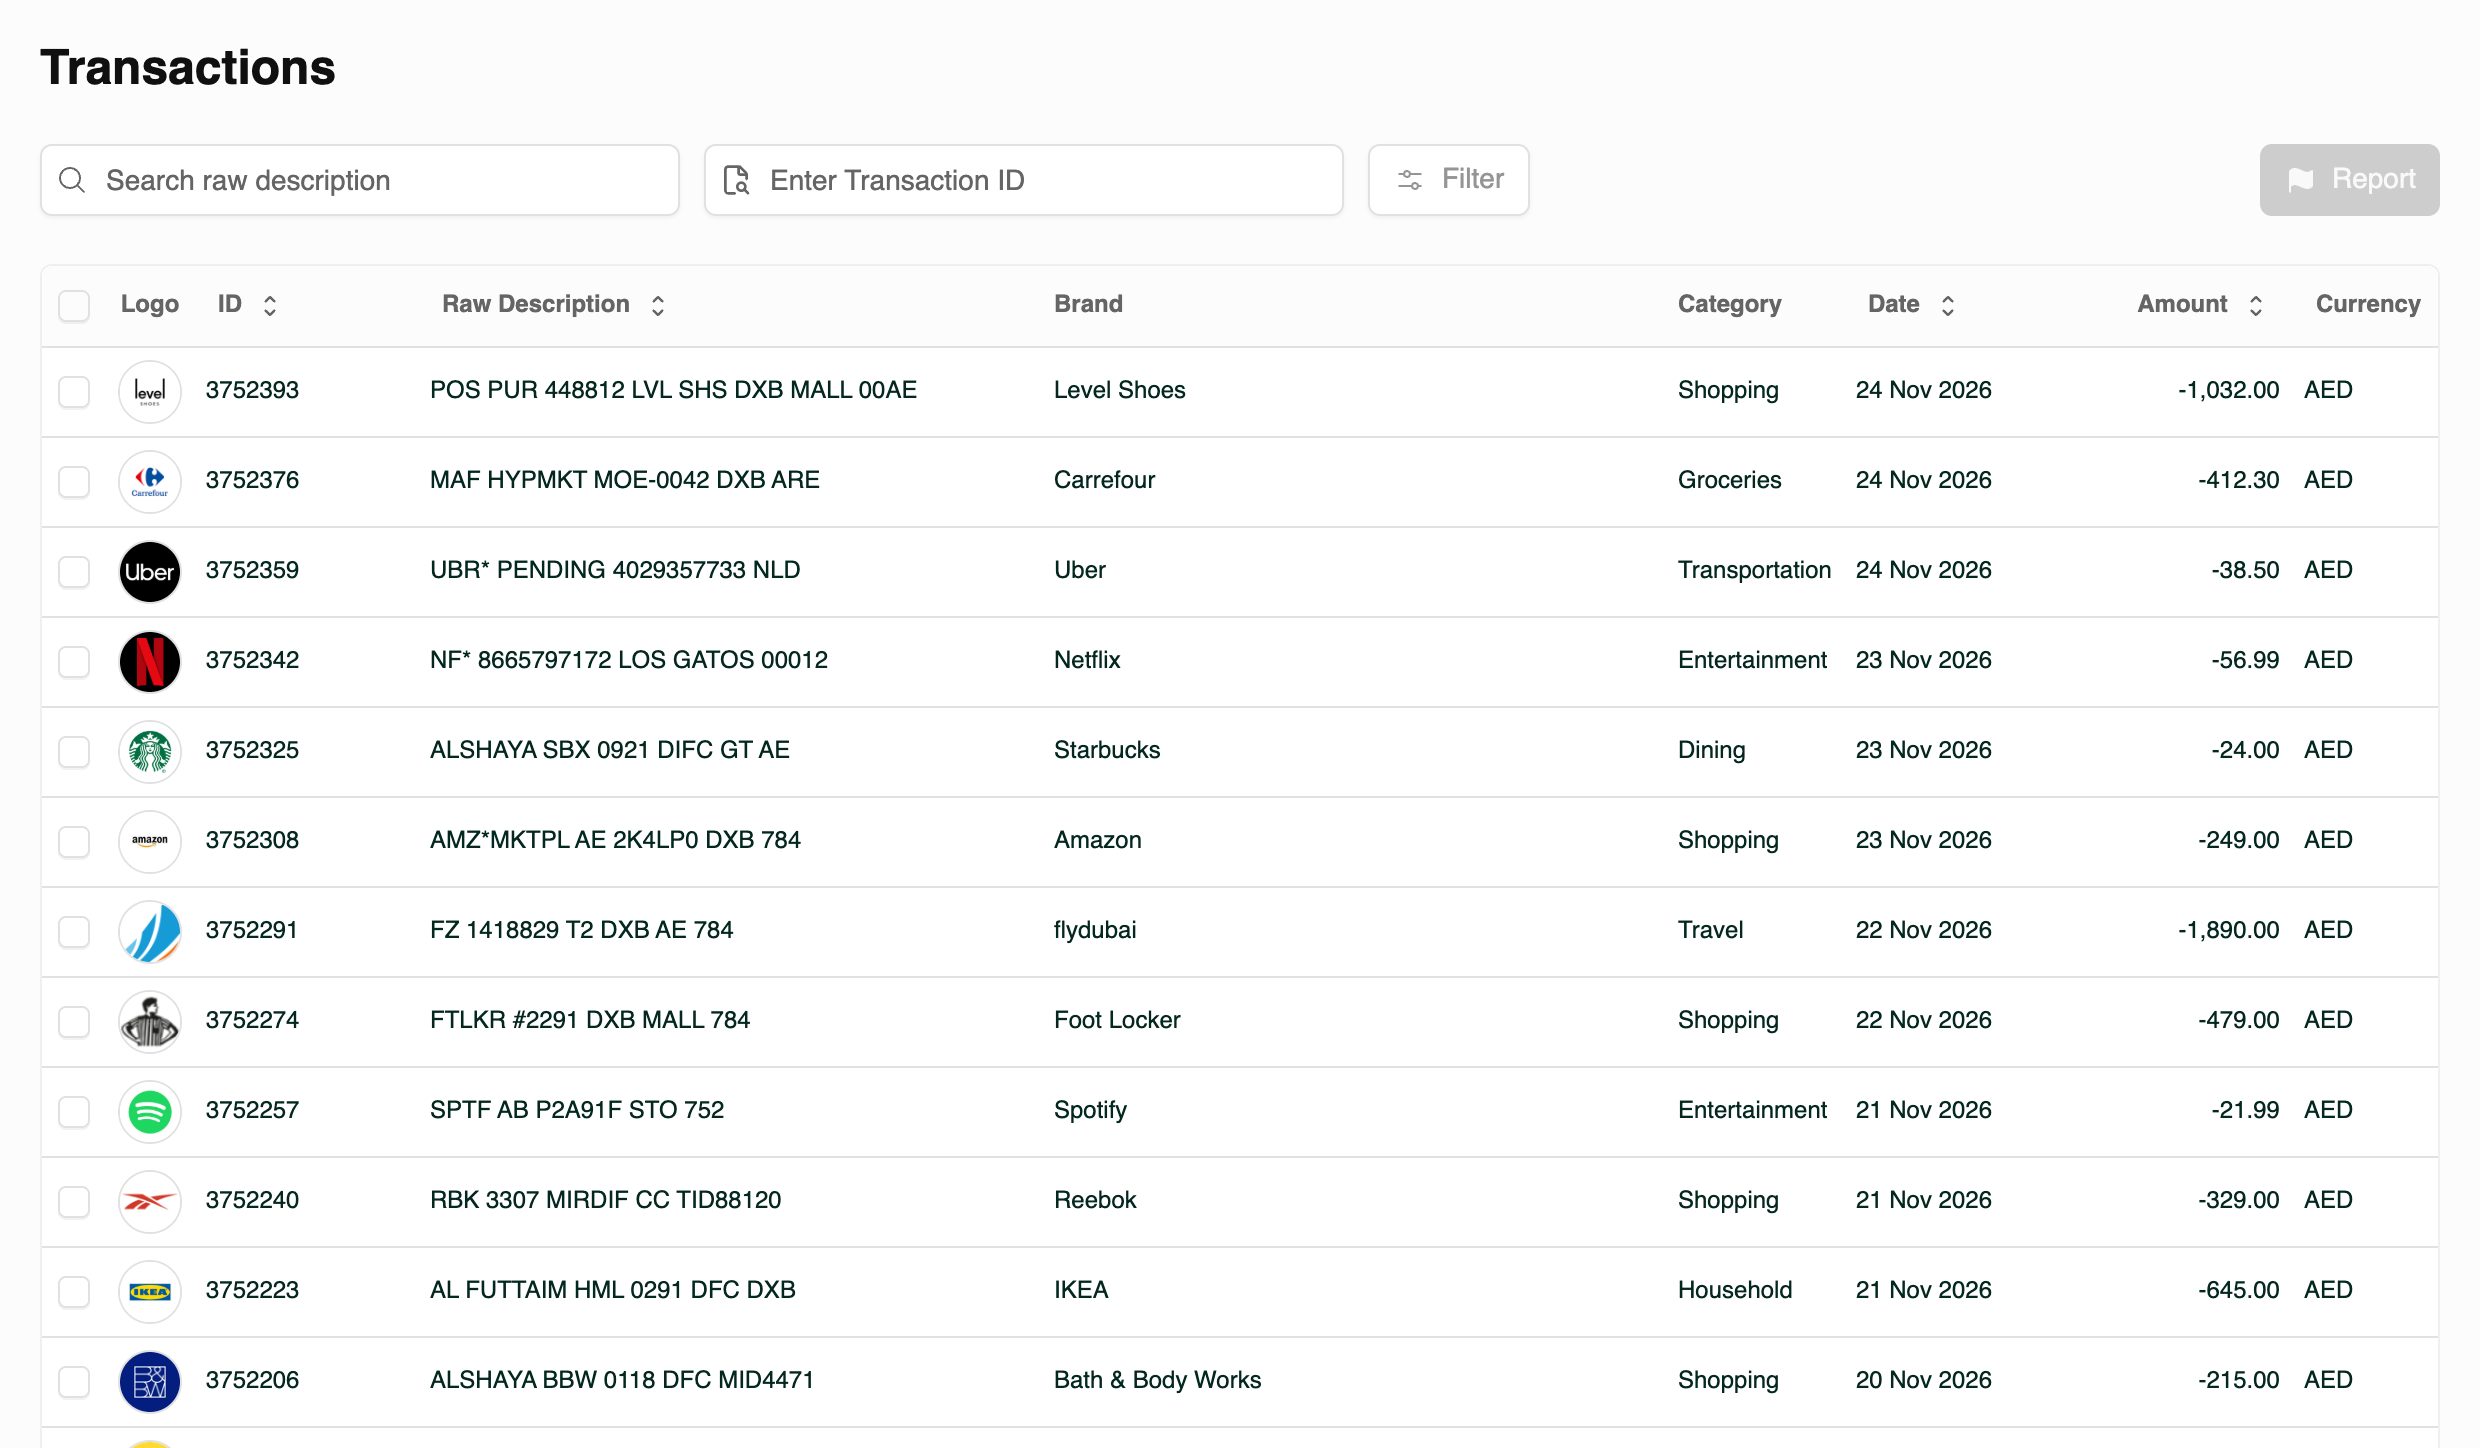 Transactions
Search raw description
Enter Transaction ID
Filter
Report
Logo ID Raw Description Brand Category Date Amount Currency
level SHOES 3752393 POS PUR 448812 LVL SHS DXB MALL 00AE Level Shoes Shopping 24 Nov 2026 -1,032.00 AED
Carrefour 3752376 MAF HYPMKT MOE-0042 DXB ARE Carrefour Groceries 24 Nov 2026 -412.30 AED
Uber 3752359 UBR* PENDING 4029357733 NLD Uber Transportation 24 Nov 2026 -38.50 AED
N 3752342 NF* 8665797172 LOS GATOS 00012 Netflix Entertainment 23 Nov 2026 -56.99 AED
3752325 ALSHAYA SBX 0921 DIFC GT AE Starbucks Dining 23 Nov 2026 -24.00 AED
amazon 3752308 AMZ*MKTPL AE 2K4LP0 DXB 784 Amazon Shopping 23 Nov 2026 -249.00 AED
3752291 FZ 1418829 T2 DXB AE 784 flydubai Travel 22 Nov 2026 -1,890.00 AED
3752274 FTLKR #2291 DXB MALL 784 Foot Locker Shopping 22 Nov 2026 -479.00 AED
3752257 SPTF AB P2A91F STO 752 Spotify Entertainment 21 Nov 2026 -21.99 AED
3752240 RBK 3307 MIRDIF CC TID88120 Reebok Shopping 21 Nov 2026 -329.00 AED
IKEA 3752223 AL FUTTAIM HML 0291 DFC DXB IKEA Household 21 Nov 2026 -645.00 AED
B&BW 3752206 ALSHAYA BBW 0118 DFC MID4471 Bath & Body Works Shopping 20 Nov 2026 -215.00 AED